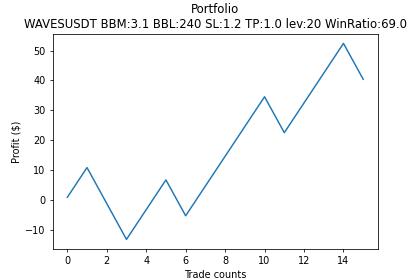 Portfolio
WAVESUSDT BBM:3.1 BBL:240 SL:1.2 TP:1.0 lev:20 WinRatio:69.0
50
40
30
20
10
0
−10
Profit ($)
0 2 4 6 8 10 12 14
Trade counts